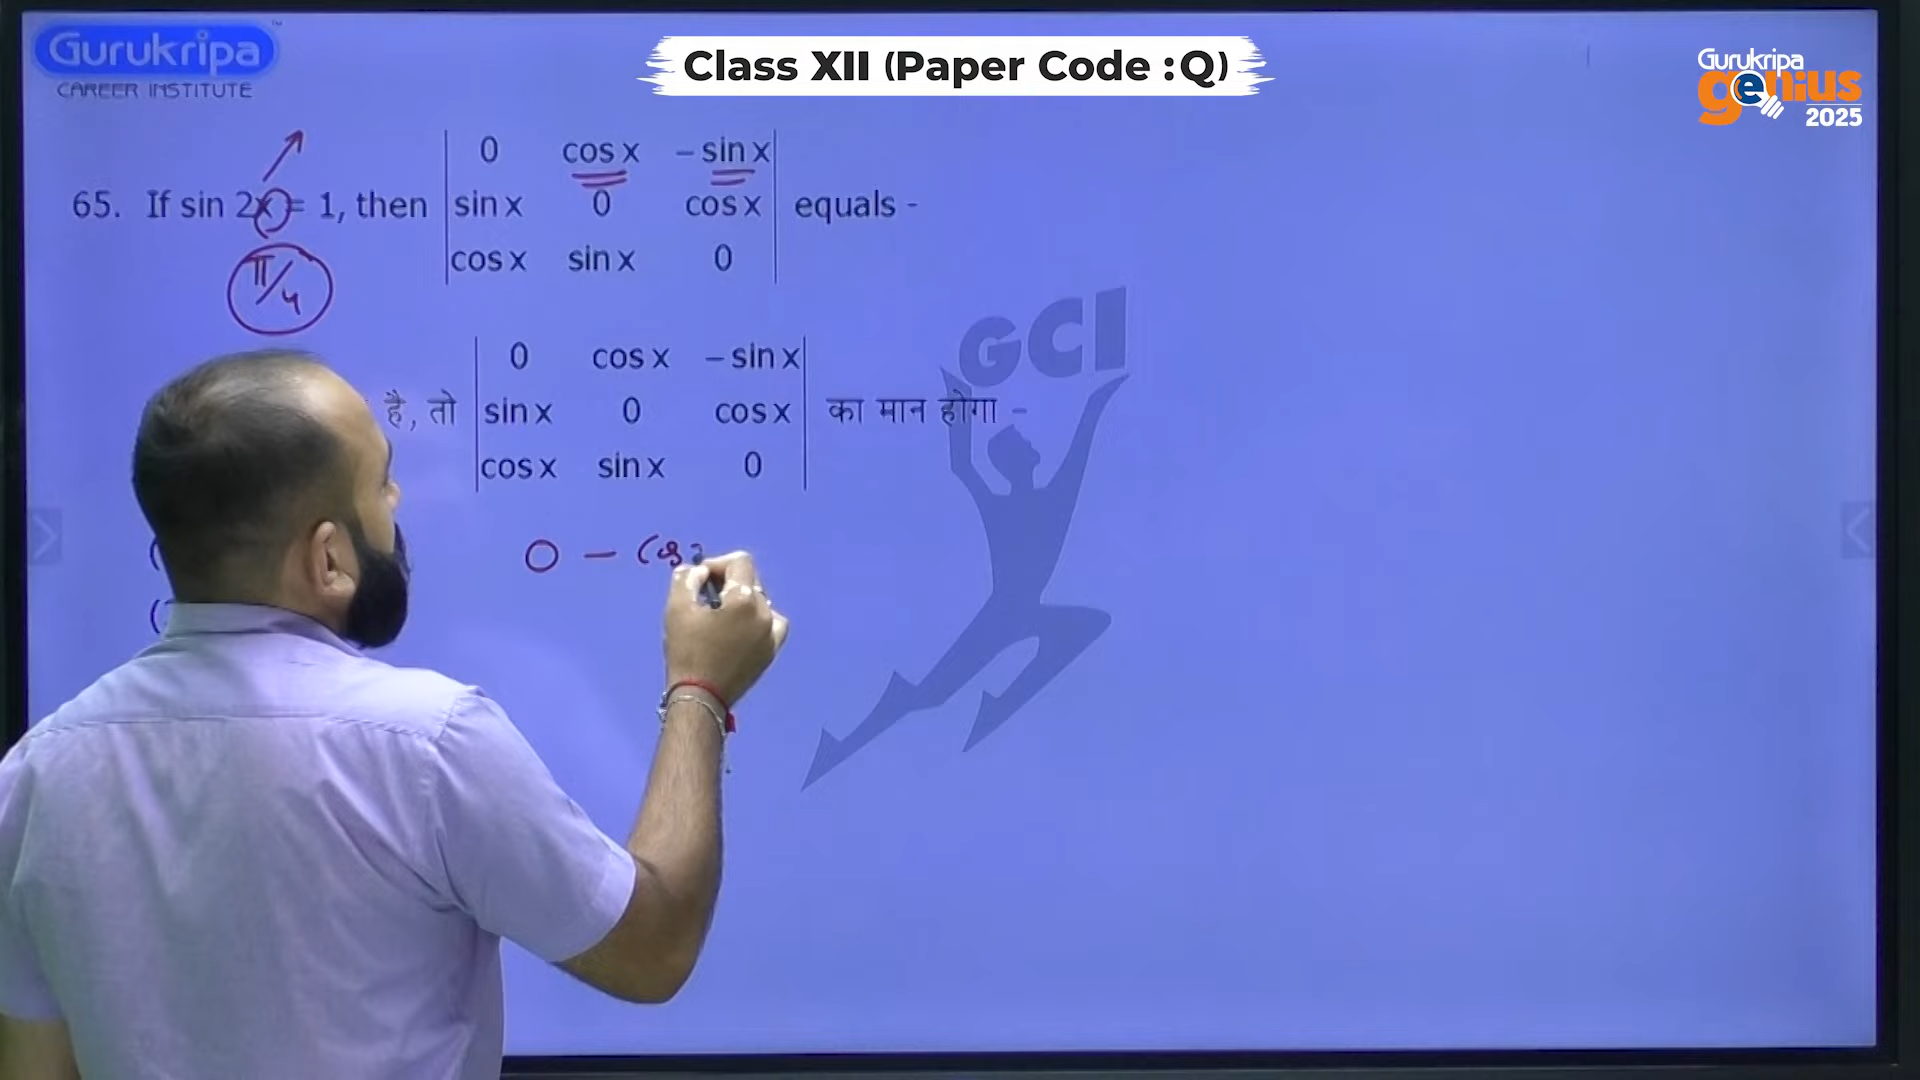 Gurukripa™
CAREER INSTITUTE
Class XII (Paper Code :Q)
Gurukripa
genius
2025
0 cos x – sin x
65. If sin 2x = 1, then sin x 0 cos x equals -
cos x sin x 0
π/4
GCI
0 cos x – sin x
है, तो sin x 0 cos x का मान होगा -
cos x sin x 0
0 – (